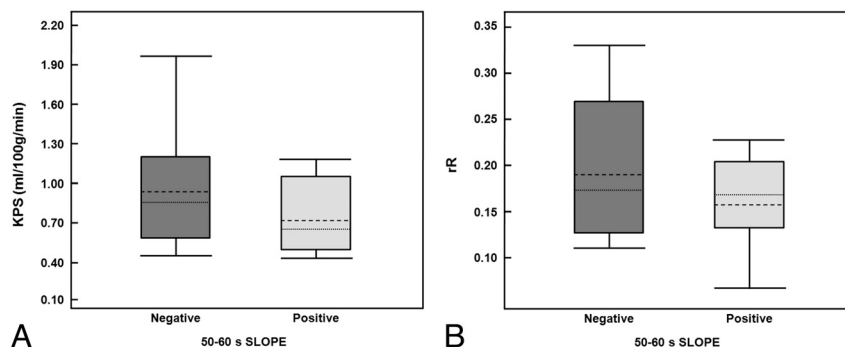 2.20
1.90
1.60
1.30
1.00
0.70
0.40
0.10
KPS (ml/100g/min)
Negative
Positive
50-60 s SLOPE
A
0.35
0.30
0.25
0.20
0.15
0.10
rR
Negative
Positive
50-60 s SLOPE
B